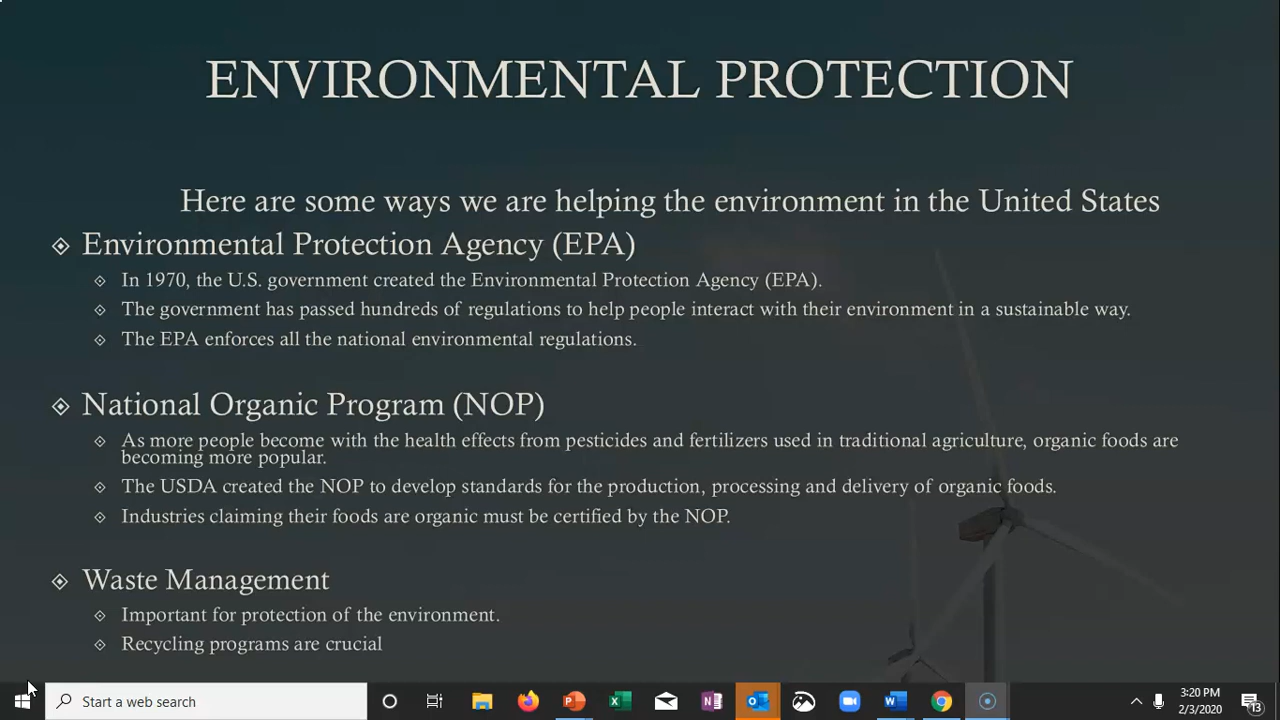 ENVIRONMENTAL PROTECTION
Here are some ways we are helping the environment in the United States
Environmental Protection Agency (EPA)
In 1970, the U.S. government created the Environmental Protection Agency (EPA).
The government has passed hundreds of regulations to help people interact with their environment in a sustainable way.
The EPA enforces all the national environmental regulations.
National Organic Program (NOP)
As more people become with the health effects from pesticides and fertilizers used in traditional agriculture, organic foods are
becoming more popular.
The USDA created the NOP to develop standards for the production, processing and delivery of organic foods.
Industries claiming their foods are organic must be certified by the NOP.
Waste Management
Important for protection of the environment.
Recycling programs are crucial
Start a web search
3:20 PM
2/3/2020
13